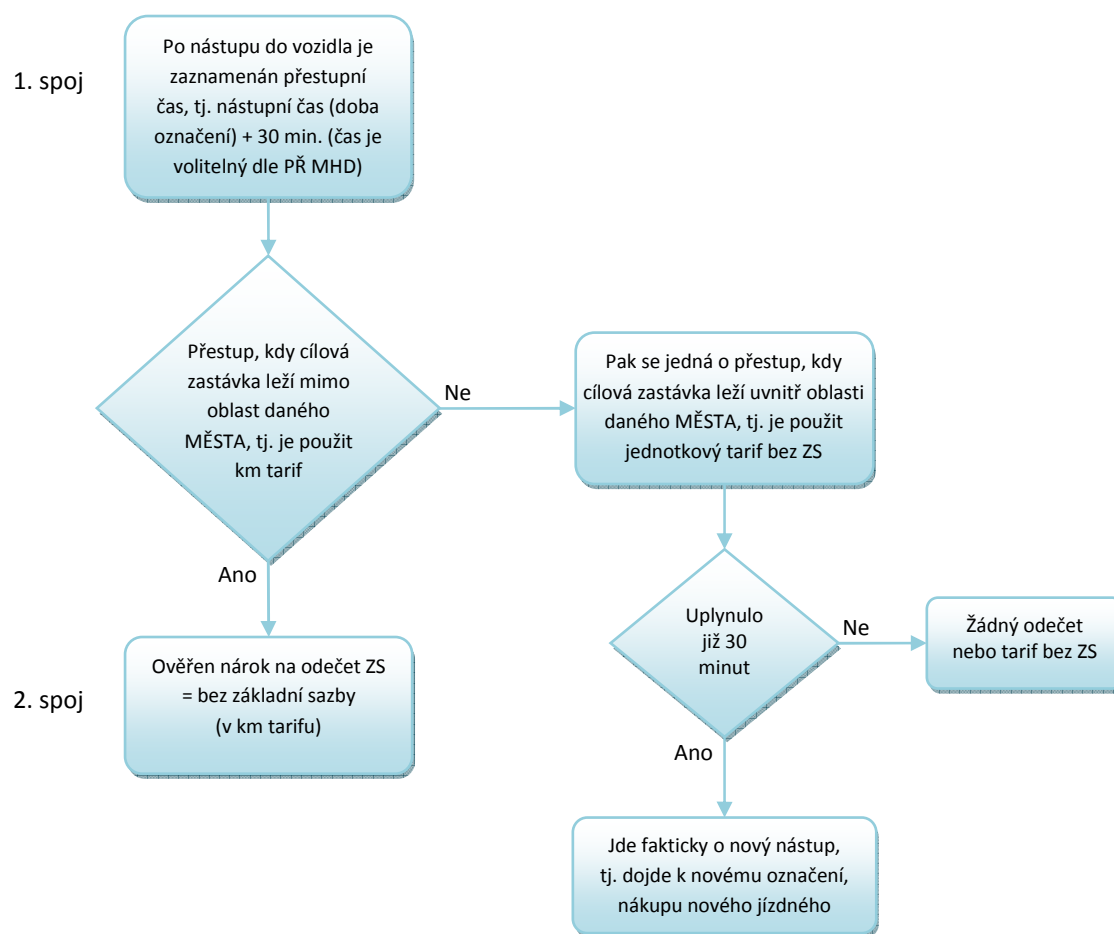 1. spoj
Po nástupu do vozidla je
zaznamenán přestupní
čas, tj. nástupní čas (doba
označení) + 30 min. (čas je
volitelný dle PŘ MHD)
Přestup, kdy cílová
zastávka leží mimo
oblast daného
MĚSTA, tj. je použit
km tarif
Ne
Pak se jedná o přestup, kdy
cílová zastávka leží uvnitř oblasti
daného MĚSTA, tj. je použit
jednotkový tarif bez ZS
Ano
Uplynulo
již 30
minut
Ne
Žádný odečet
nebo tarif bez ZS
2. spoj
Ověřen nárok na odečet ZS
= bez základní sazby
(v km tarifu)
Ano
Jde fakticky o nový nástup,
tj. dojde k novému označení,
nákupu nového jízdného